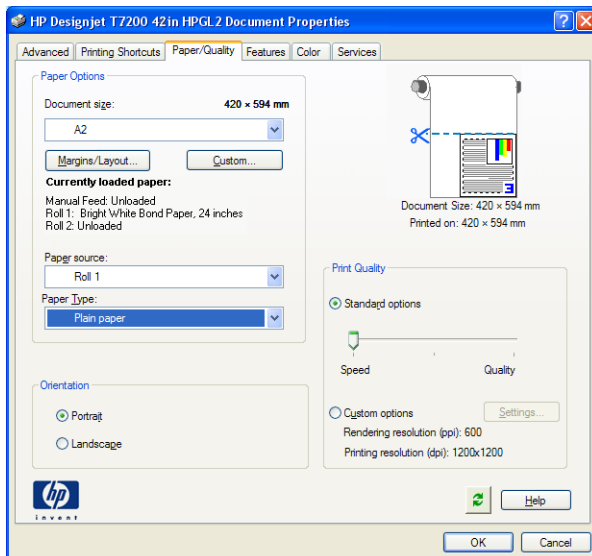 HP Designjet T7200 42in HPGL2 Document Properties
Advanced Printing Shortcuts Paper/Quality Features Color Services
Paper Options
Document size: 420 × 594 mm
A2
Margins/Layout... Custom...
Currently loaded paper:
Manual Feed: Unloaded
Roll 1: Bright White Bond Paper, 24 inches
Roll 2: Unloaded
Paper source:
Roll 1
Paper Type:
Plain paper
Orientation
Portrait
Landscape
3
Document Size: 420 × 594 mm
Printed on: 420 × 594 mm
Print Quality
Standard options
Speed Quality
Custom options Settings...
Rendering resolution (ppi): 600
Printing resolution (dpi): 1200x1200
hp
invent
Help
OK Cancel